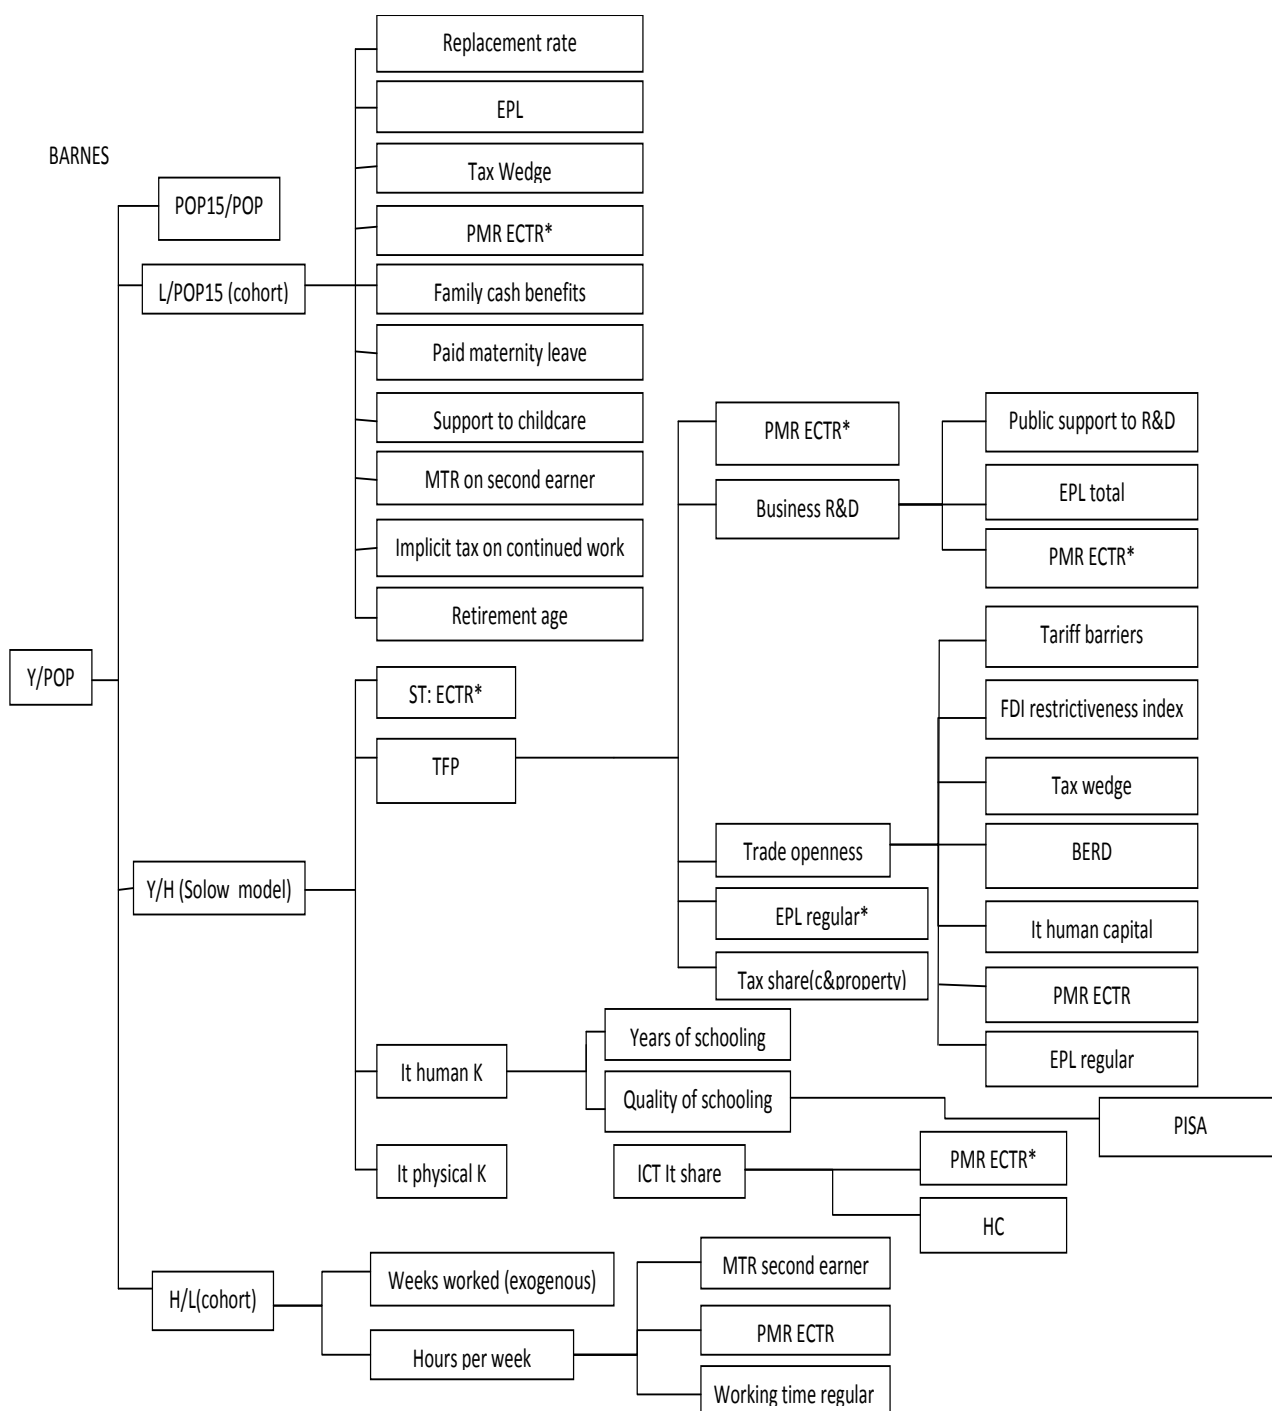 BARNES
Y/POP
POP15/POP
L/POP15 (cohort)
Replacement rate
EPL
Tax Wedge
PMR ECTR*
Family cash benefits
Paid maternity leave
Support to childcare
MTR on second earner
Implicit tax on continued work
Retirement age
Y/H (Solow model)
ST: ECTR*
TFP
PMR ECTR*
Business R&D
Public support to R&D
EPL total
PMR ECTR*
Trade openness
Tariff barriers
FDI restrictiveness index
Tax wedge
BERD
It human capital
PMR ECTR
EPL regular
EPL regular*
Tax share(c&property)
It human K
Years of schooling
Quality of schooling
PISA
It physical K
ICT It share
PMR ECTR*
HC
H/L(cohort)
Weeks worked (exogenous)
Hours per week
MTR second earner
PMR ECTR
Working time regular